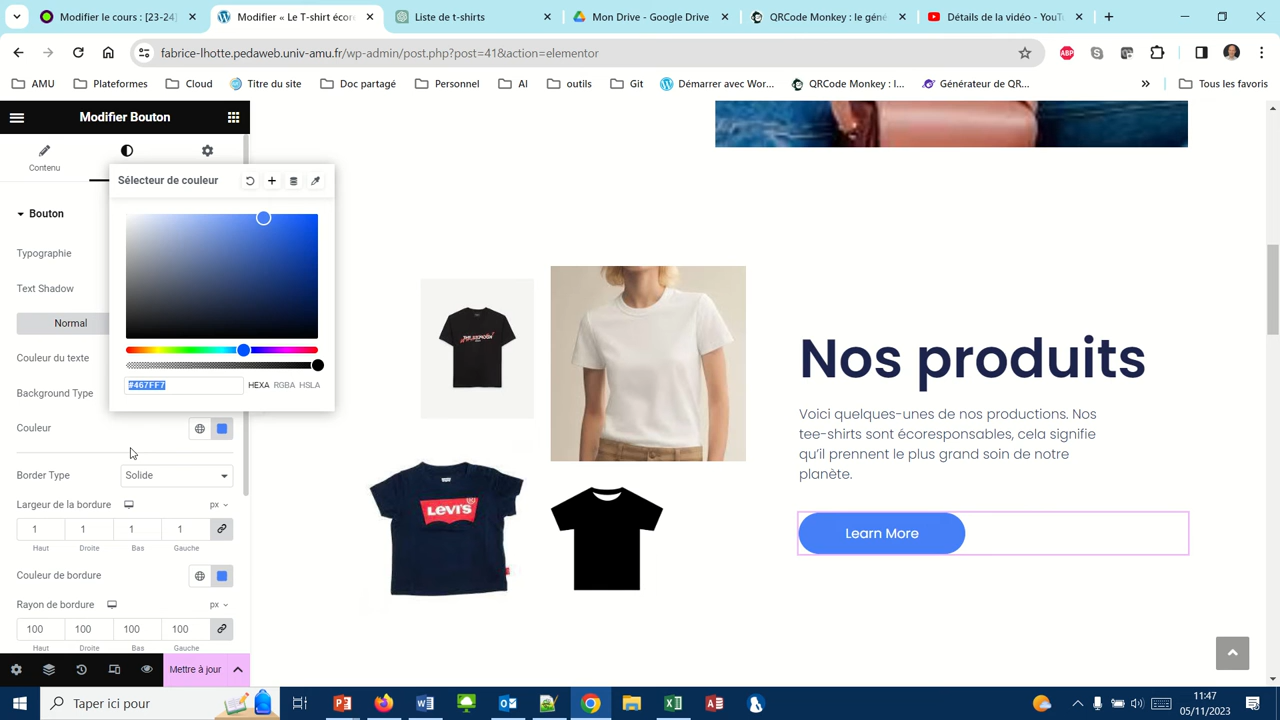 Modifier le cours : [23-24]
Modifier « Le T-shirt écon
Liste de t-shirts
Mon Drive - Google Drive
QRCode Monkey : le géné
Détails de la vidéo - YouTu
fabrice-lhotte.pedaweb.univ-amu.fr/wp-admin/post.php?post=41&action=elementor
AMU
Plateformes
Cloud
Titre du site
Doc partagé
Personnel
AI
outils
Git
Démarrer avec Wor...
QRCode Monkey : l...
Générateur de QR...
Tous les favoris
Modifier Bouton
Contenu
Sélecteur de couleur
Bouton
Typographie
Text Shadow
Normal
Couleur du texte
#467FF7 HEXA RGBA HSLA
Background Type
Couleur
Border Type Solide
Largeur de la bordure px
1 1 1 1
Haut Droite Bas Gauche
Couleur de bordure
Rayon de bordure px
100 100 100 100
Haut Droite Bas Gauche
Mettre à jour
Levi's
Nos produits
Voici quelques-unes de nos productions. Nos
tee-shirts sont écoresponsables, cela signifie
qu'il prennent le plus grand soin de notre
planète.
Learn More
Taper ici pour
11:47
05/11/2023